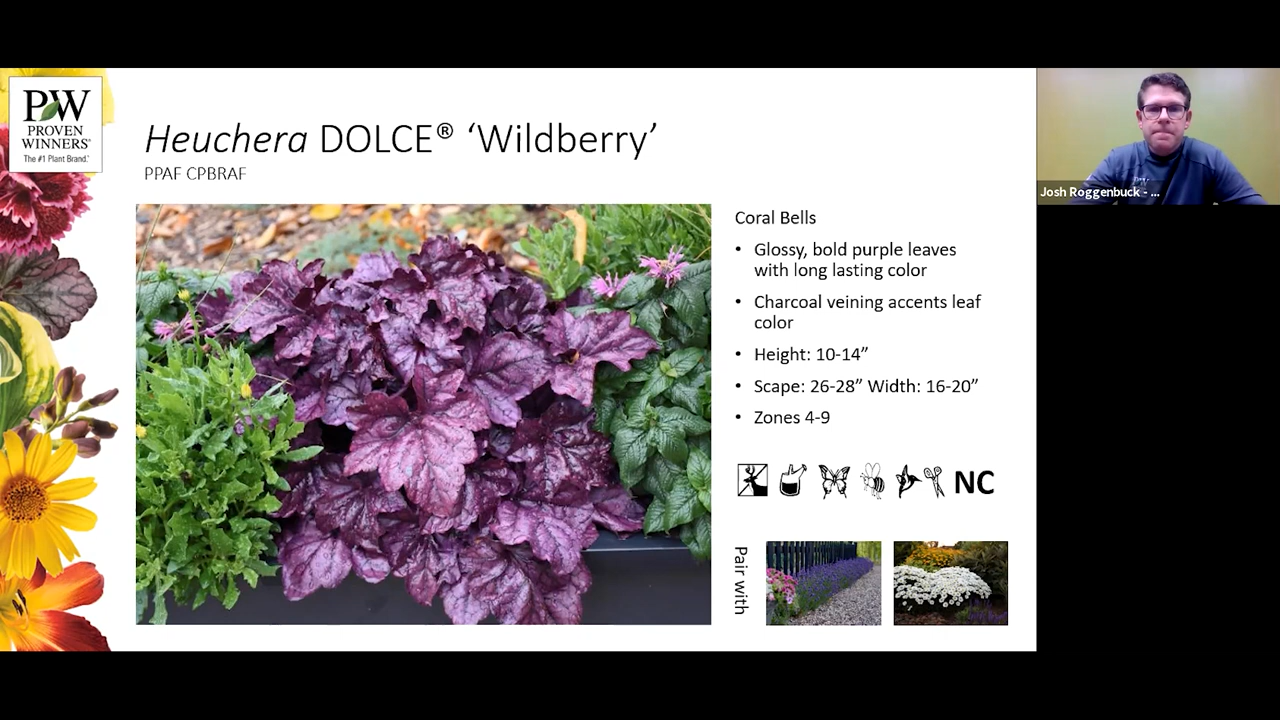 PW
PROVEN
WINNERS®
The #1 Plant Brand.
Heuchera DOLCE® ‘Wildberry’
PPAF CPBRAF
Coral Bells
• Glossy, bold purple leaves
with long lasting color
• Charcoal veining accents leaf
color
• Height: 10-14”
• Scape: 26-28” Width: 16-20”
• Zones 4-9
NC
Pair with
Josh Roggenbuck - ...